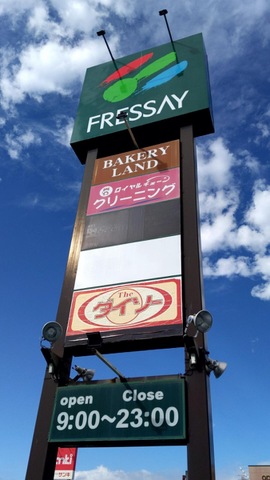 FRESSAY
BAKERY
LAND
ロイヤルチェーン
クリーニング
The
ダイソー
open Close
9:00~23:00